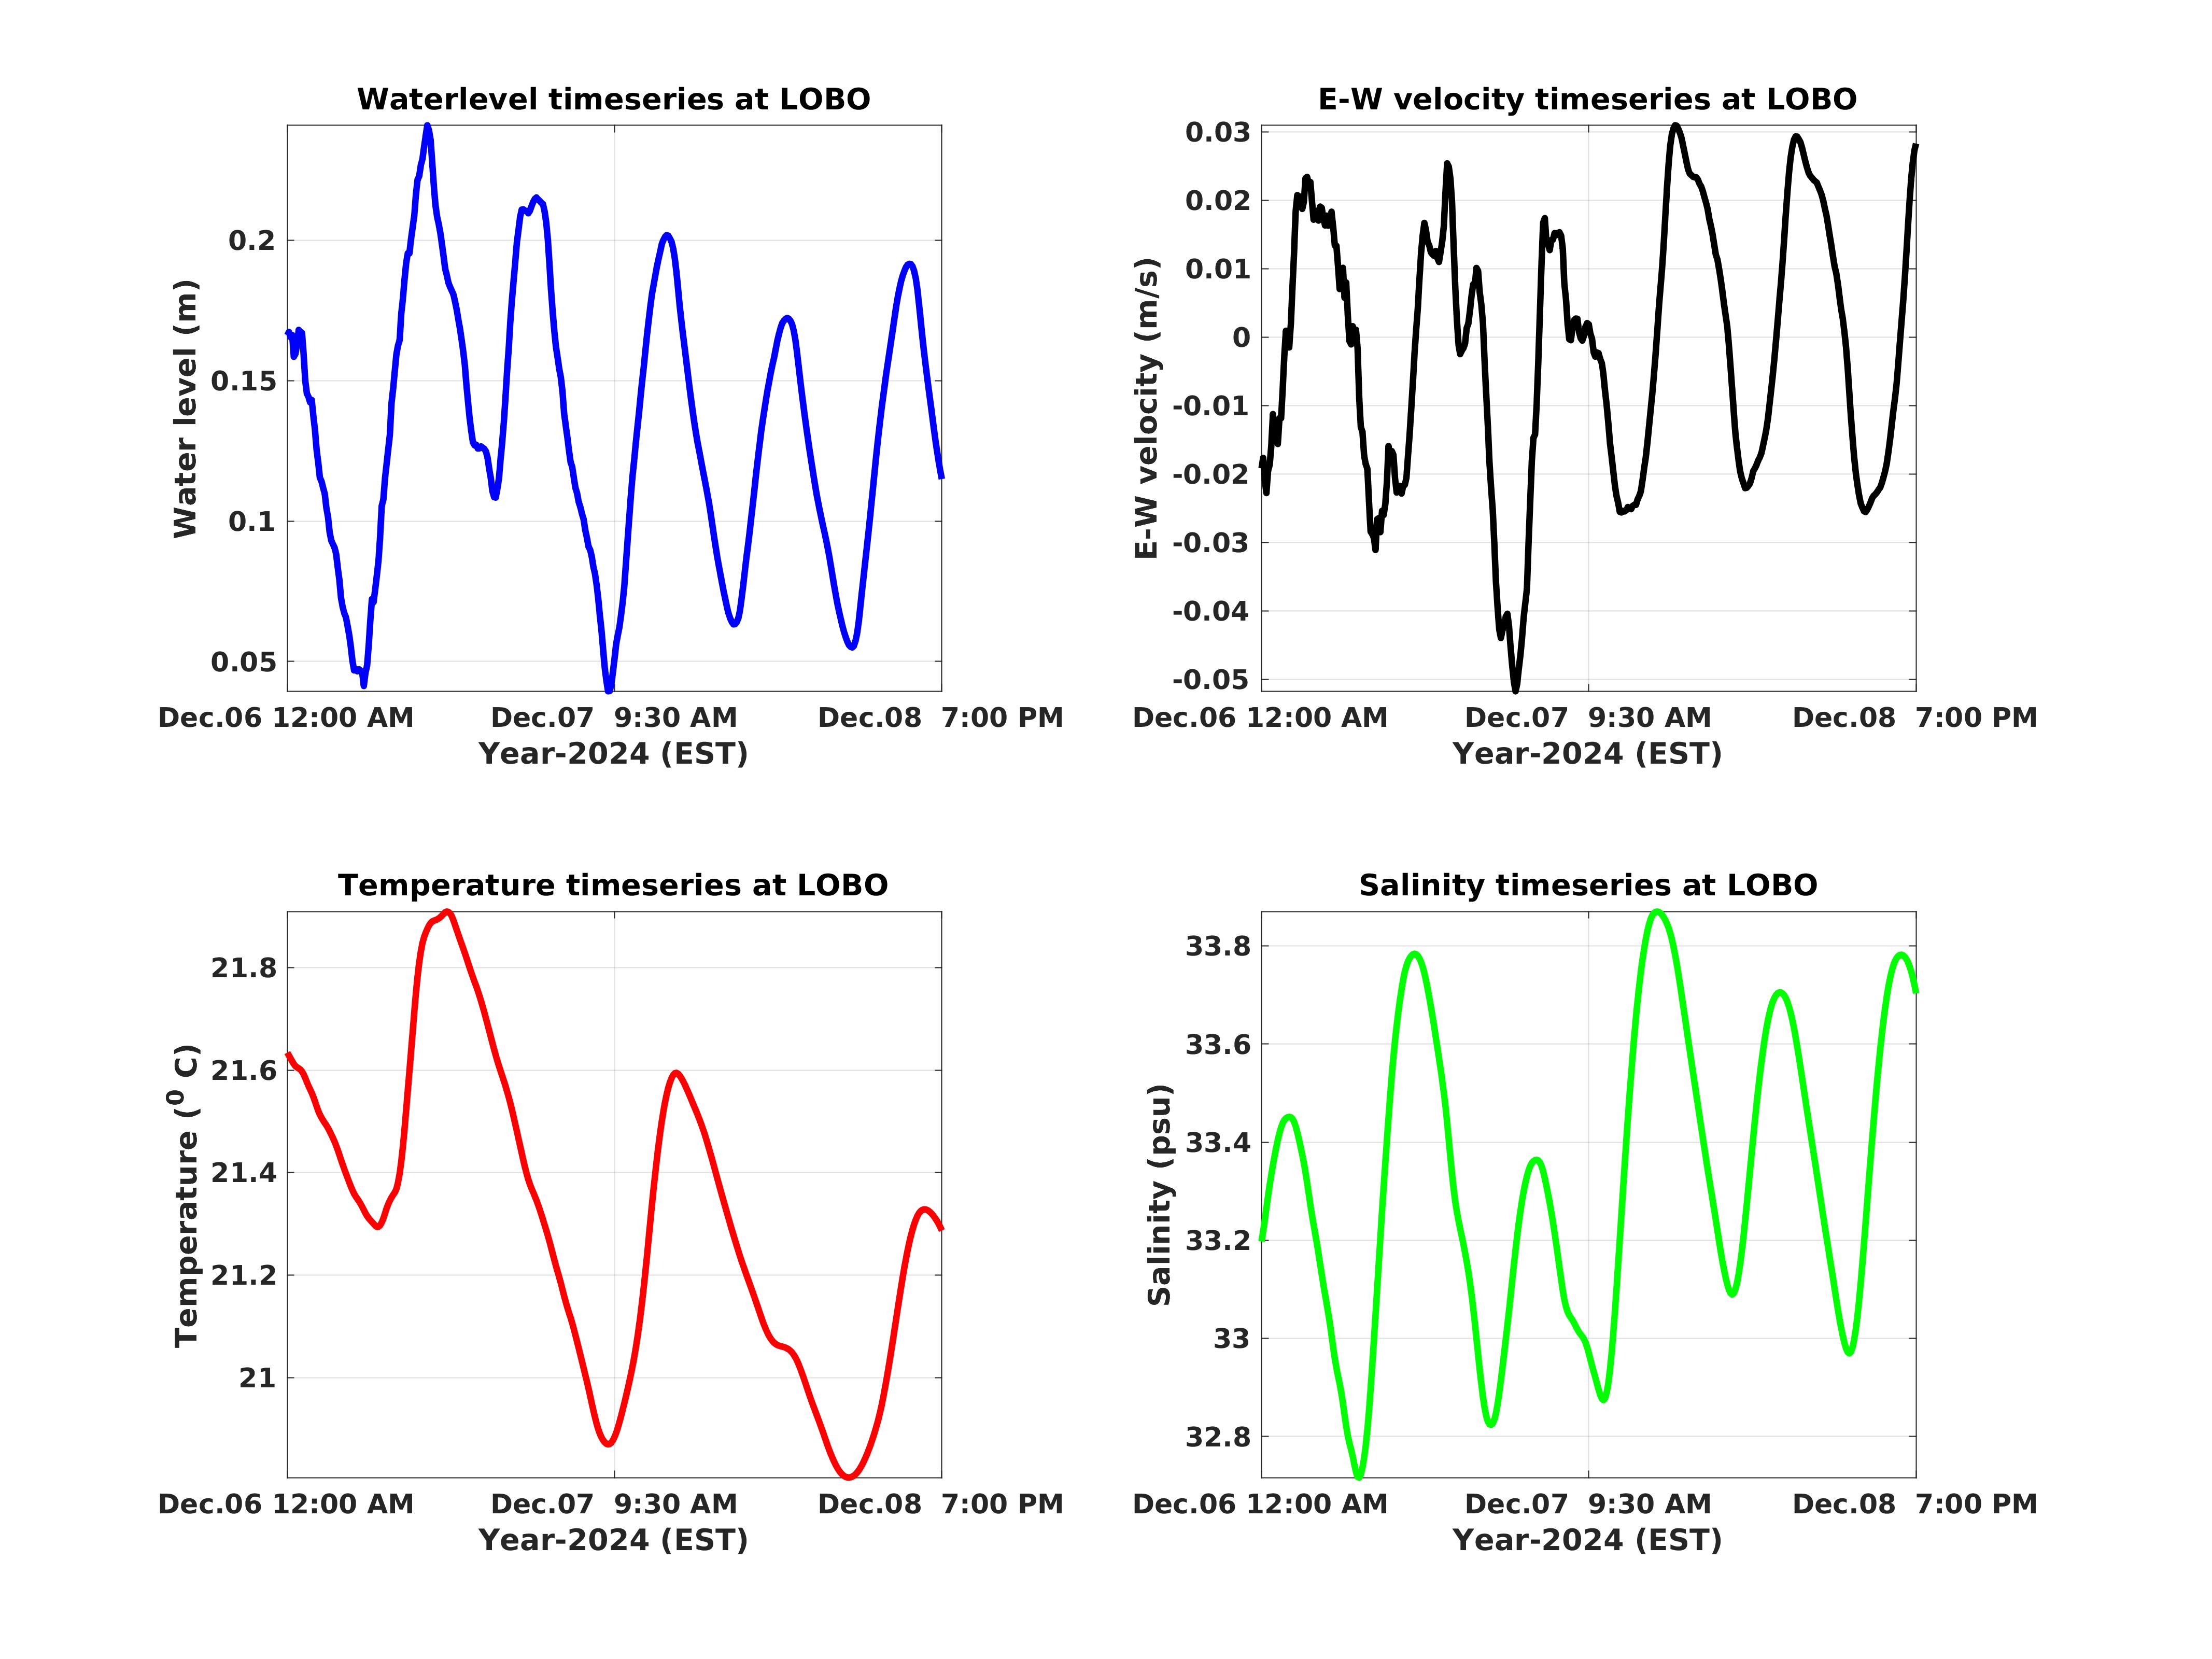 Waterlevel timeseries at LOBO
Water level (m)
0.2
0.15
0.1
0.05
Dec.06 12:00 AM Dec.07 9:30 AM Dec.08 7:00 PM
Year-2024 (EST)
E-W velocity timeseries at LOBO
E-W velocity (m/s)
0.03
0.02
0.01
0
-0.01
-0.02
-0.03
-0.04
-0.05
Dec.06 12:00 AM Dec.07 9:30 AM Dec.08 7:00 PM
Year-2024 (EST)
Temperature timeseries at LOBO
Temperature (⁰ C)
21.8
21.6
21.4
21.2
21
Dec.06 12:00 AM Dec.07 9:30 AM Dec.08 7:00 PM
Year-2024 (EST)
Salinity timeseries at LOBO
Salinity (psu)
33.8
33.6
33.4
33.2
33
32.8
Dec.06 12:00 AM Dec.07 9:30 AM Dec.08 7:00 PM
Year-2024 (EST)